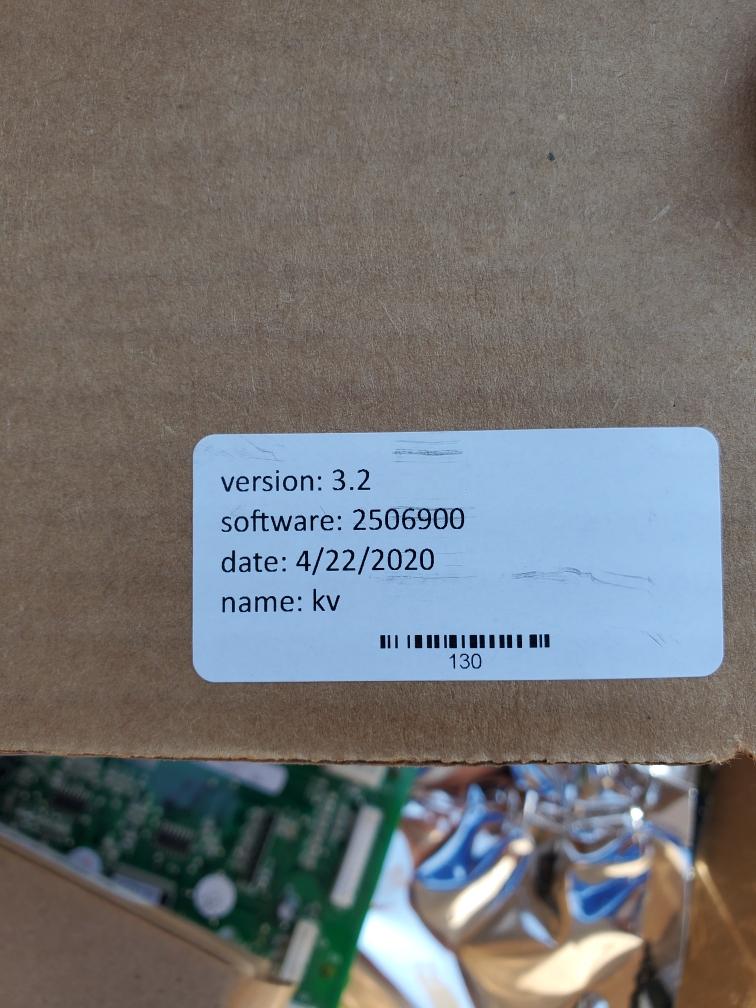 version: 3.2
software: 2506900
date: 4/22/2020
name: kv
130